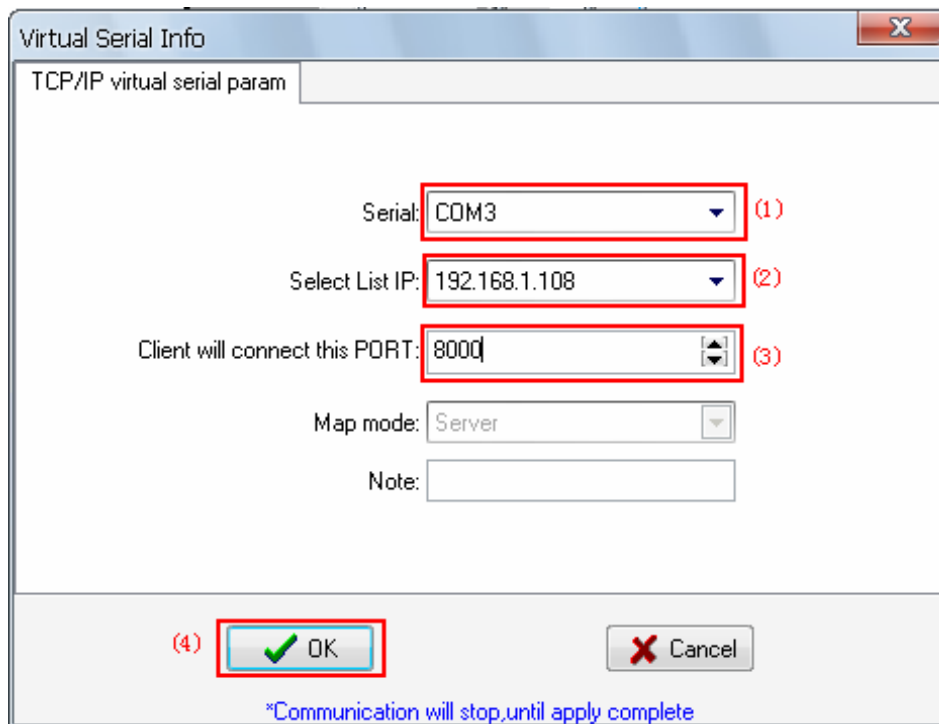 Virtual Serial Info
TCP/IP virtual serial param
Serial: COM3 (1)
Select List IP: 192.168.1.108 (2)
Client will connect this PORT: 8000 (3)
Map mode: Server
Note:
(4) OK Cancel
*Communication will stop,until apply complete